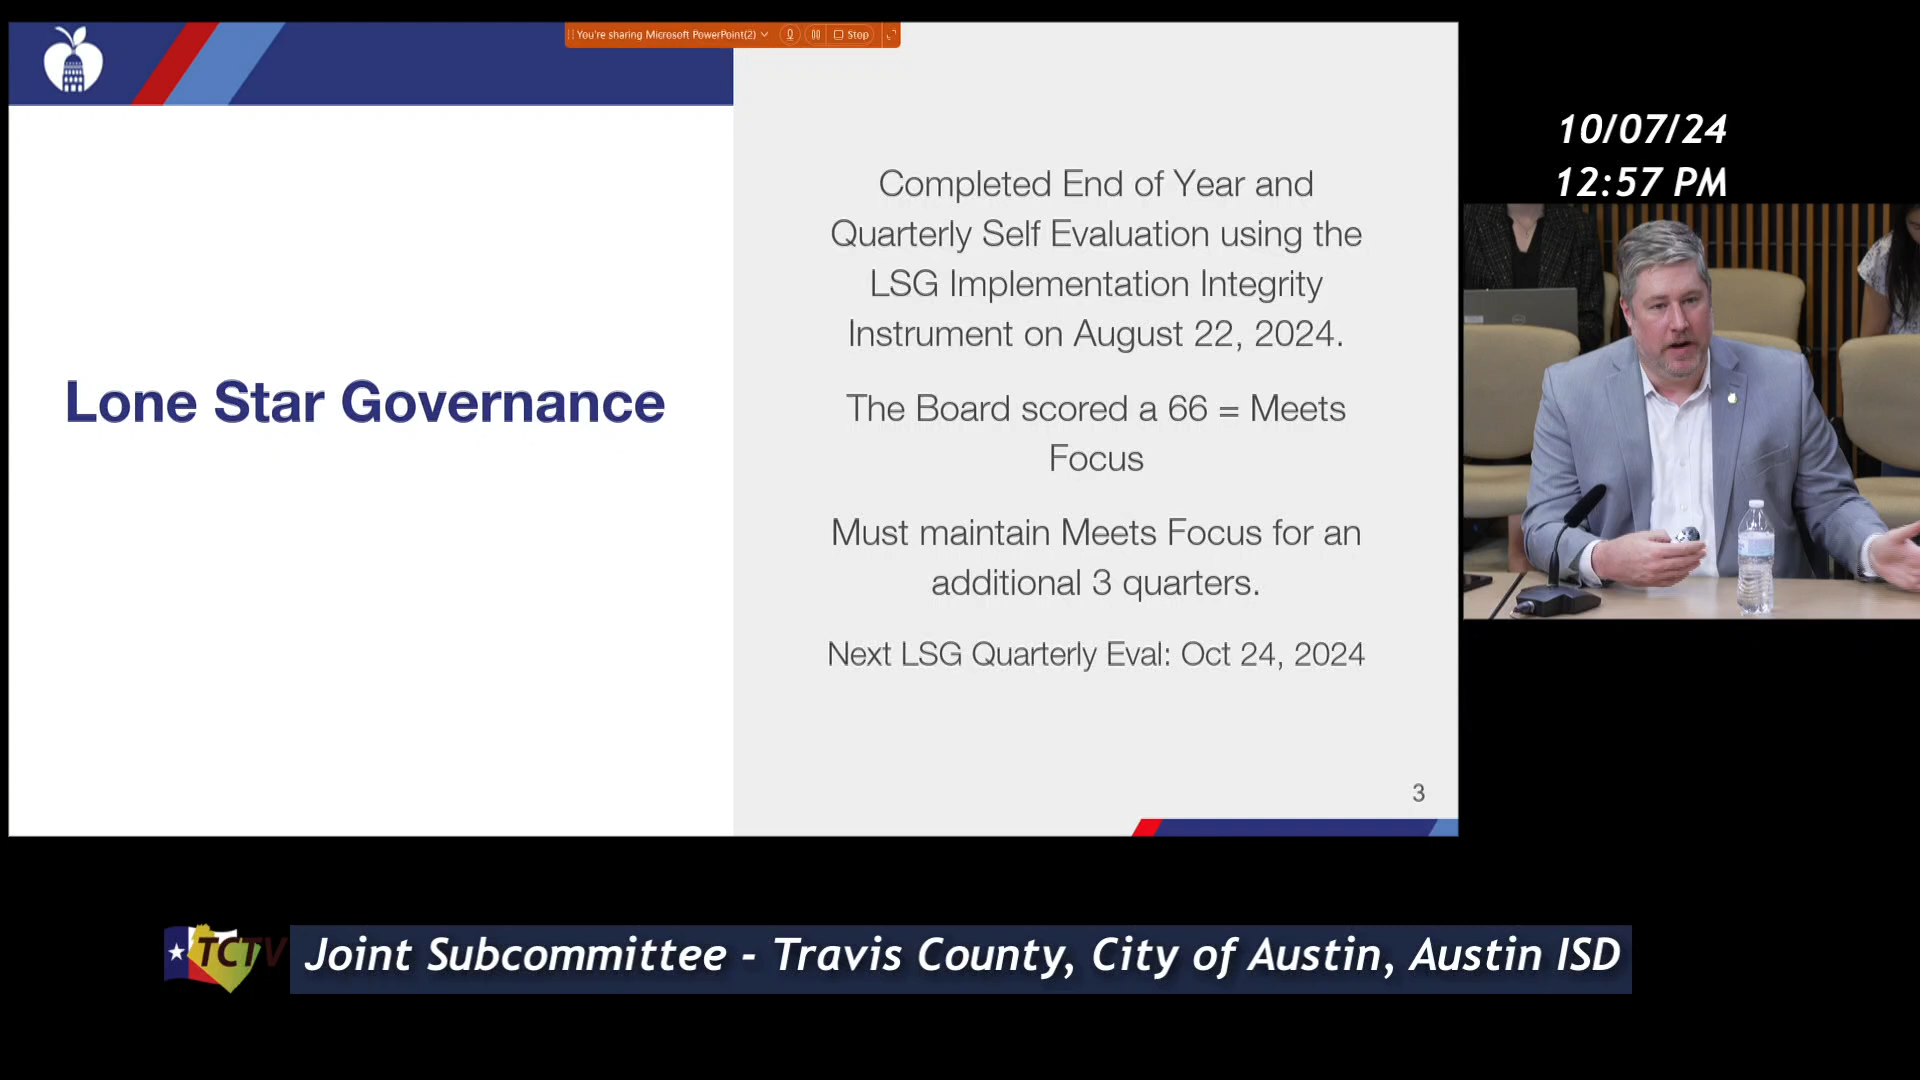 You're sharing Microsoft PowerPoint(2)
Stop
10/07/24
12:57 PM
Lone Star Governance
Completed End of Year and
Quarterly Self Evaluation using the
LSG Implementation Integrity
Instrument on August 22, 2024.
The Board scored a 66 = Meets
Focus
Must maintain Meets Focus for an
additional 3 quarters.
Next LSG Quarterly Eval: Oct 24, 2024
3
TCTV
Joint Subcommittee - Travis County, City of Austin, Austin ISD